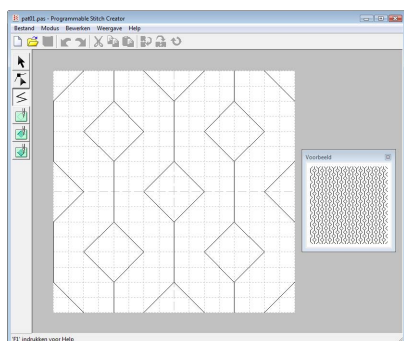 pat01.pas - Programmable Stitch Creator
Bestand Modus Bewerken Weergave Help
Voorbeeld
'F1' indrukken voor Help